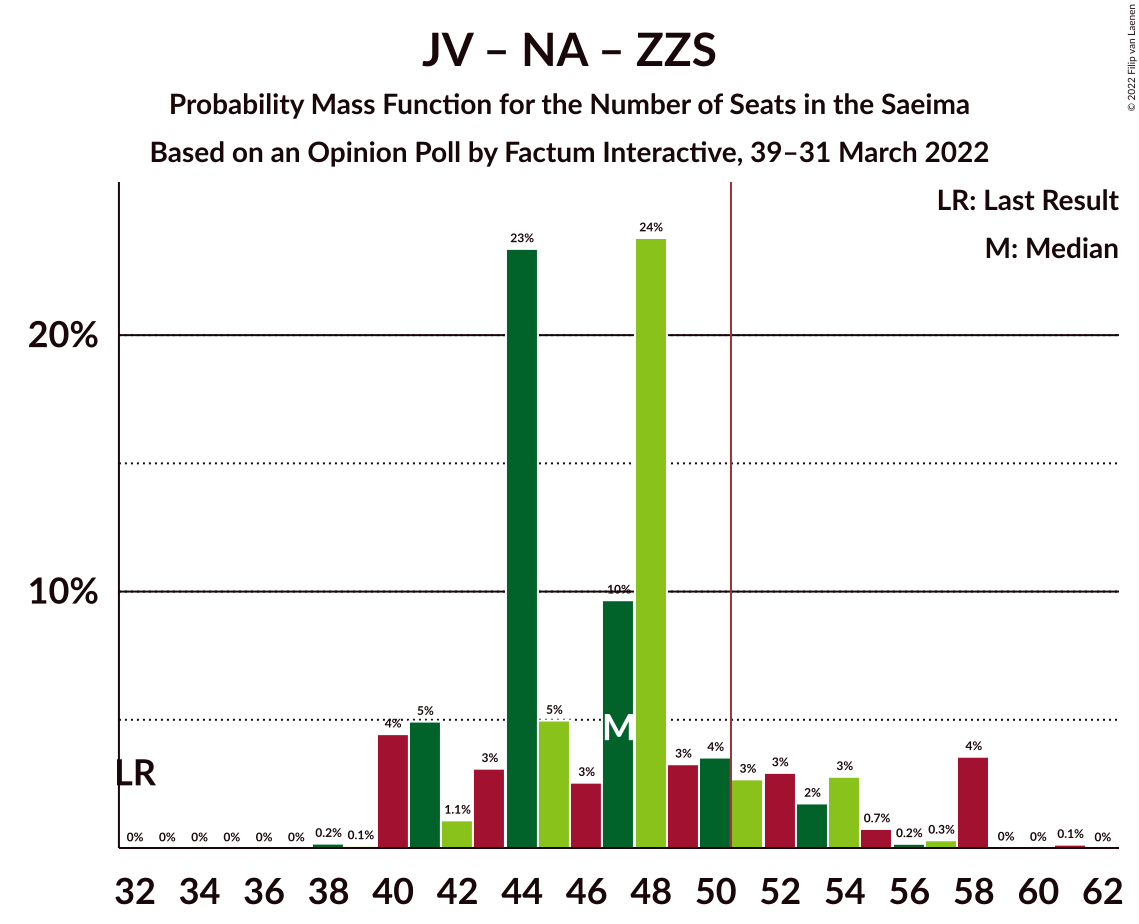 JV – NA – ZZS
Probability Mass Function for the Number of Seats in the Saeima
Based on an Opinion Poll by Factum Interactive, 39–31 March 2022
© 2022 Filip van Laenen
LR: Last Result
M: Median
20%
10%
0% 0% 0% 0% 0% 0% 0.2% 0.1% 4% 5% 1.1% 3% 23% 5% 3% 10% 24% 3% 4% 3% 3% 2% 3% 0.7% 0.2% 0.3% 4% 0% 0% 0.1% 0%
LR
M
32 34 36 38 40 42 44 46 48 50 52 54 56 58 60 62